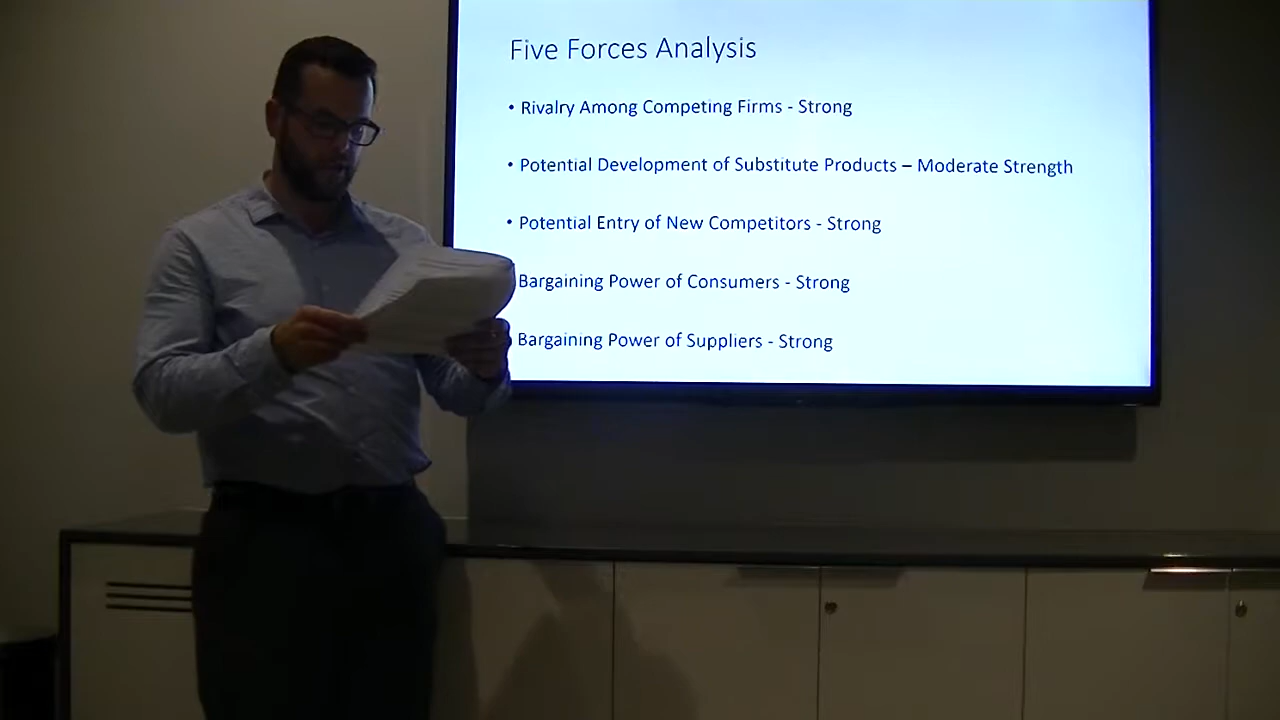 Five Forces Analysis
• Rivalry Among Competing Firms - Strong
• Potential Development of Substitute Products – Moderate Strength
• Potential Entry of New Competitors - Strong
Bargaining Power of Consumers - Strong
Bargaining Power of Suppliers - Strong